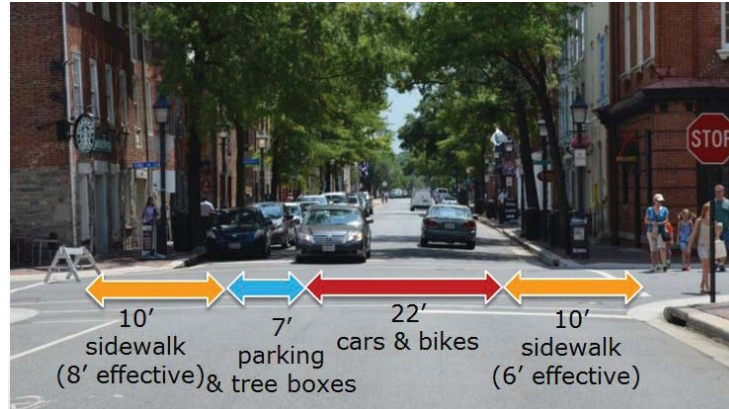 STOP
10'
sidewalk
(8' effective)
7'
parking
& tree boxes
22'
cars & bikes
10'
sidewalk
(6' effective)